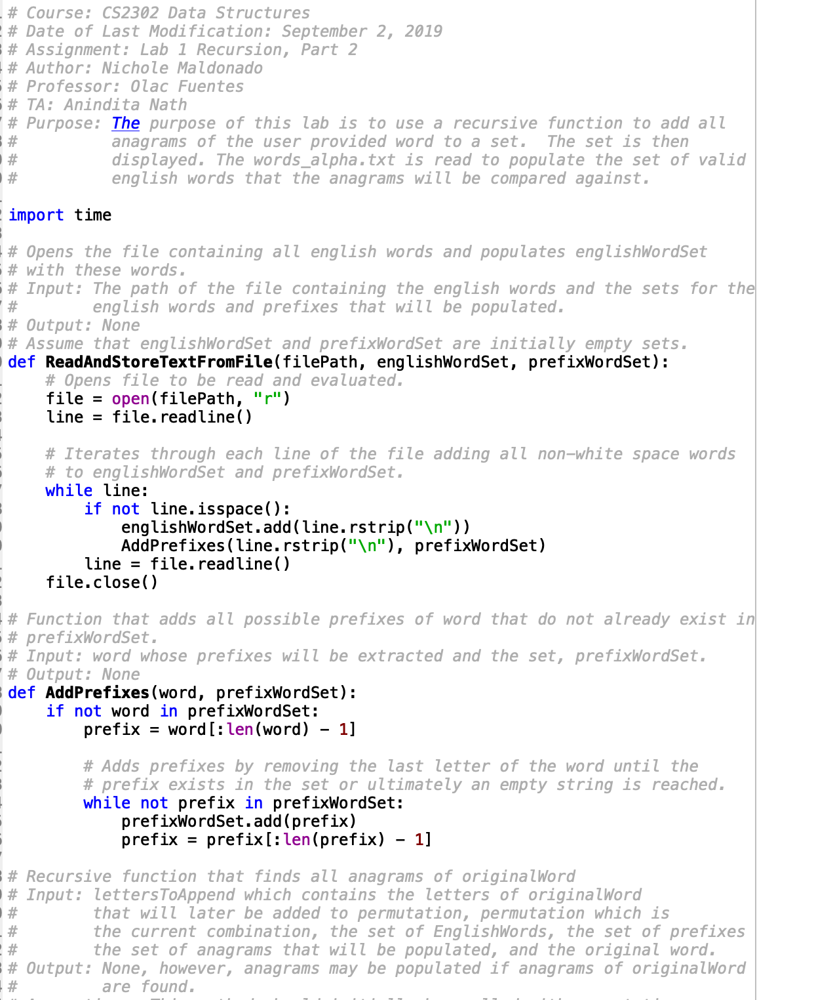 # Course: CS2302 Data Structures
# Date of Last Modification: September 2, 2019
# Assignment: Lab 1 Recursion, Part 2
# Author: Nichole Maldonado
# Professor: Olac Fuentes
# TA: Anindita Nath
# Purpose: The purpose of this lab is to use a recursive function to add all
#          anagrams of the user provided word to a set.  The set is then
#          displayed. The words_alpha.txt is read to populate the set of valid
#          english words that the anagrams will be compared against.
import time
# Opens the file containing all english words and populates englishWordSet
# with these words.
# Input: The path of the file containing the english words and the sets for the
#        english words and prefixes that will be populated.
# Output: None
# Assume that englishWordSet and prefixWordSet are initially empty sets.
def ReadAndStoreTextFromFile(filePath, englishWordSet, prefixWordSet):
    # Opens file to be read and evaluated.
    file = open(filePath, "r")
    line = file.readline()
    # Iterates through each line of the file adding all non-white space words
    # to englishWordSet and prefixWordSet.
    while line:
        if not line.isspace():
            englishWordSet.add(line.rstrip("\n"))
            AddPrefixes(line.rstrip("\n"), prefixWordSet)
        line = file.readline()
    file.close()
# Function that adds all possible prefixes of word that do not already exist in
# prefixWordSet.
# Input: word whose prefixes will be extracted and the set, prefixWordSet.
# Output: None
def AddPrefixes(word, prefixWordSet):
    if not word in prefixWordSet:
        prefix = word[:len(word) - 1]
        # Adds prefixes by removing the last letter of the word until the
        # prefix exists in the set or ultimately an empty string is reached.
        while not prefix in prefixWordSet:
            prefixWordSet.add(prefix)
            prefix = prefix[:len(prefix) - 1]
# Recursive function that finds all anagrams of originalWord
# Input: lettersToAppend which contains the letters of originalWord
#        that will later be added to permutation, permutation which is
#        the current combination, the set of EnglishWords, the set of prefixes
#        the set of anagrams that will be populated, and the original word.
# Output: None, however, anagrams may be populated if anagrams of originalWord
#         are found.